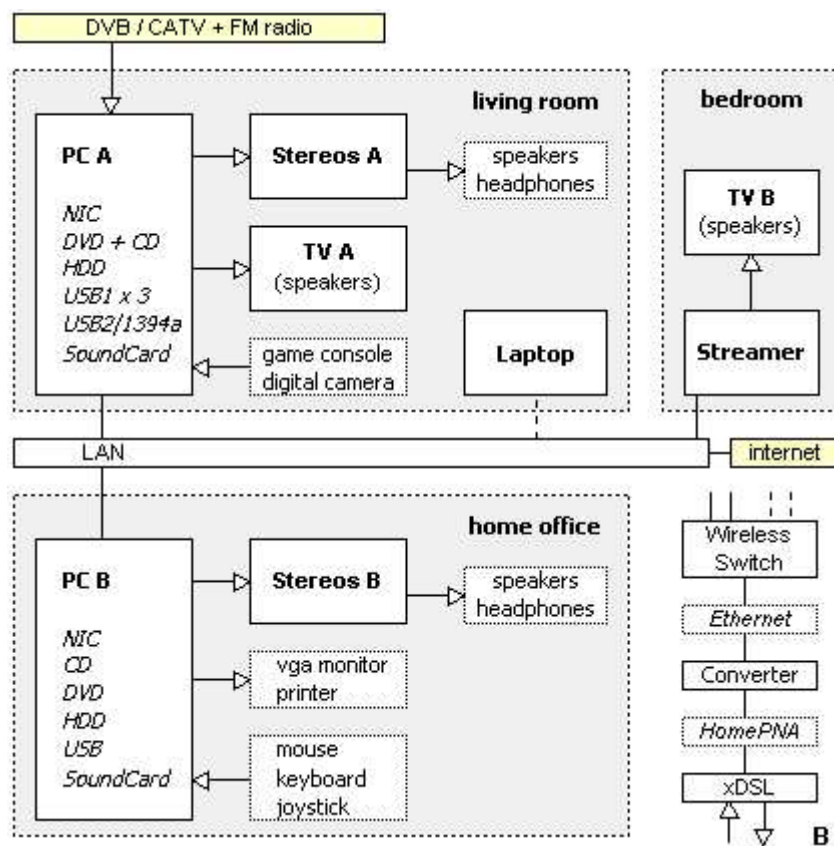 DVB / CATV + FM radio
living room
PC A
NIC
DVD + CD
HDD
USB1 x 3
USB2/1394a
SoundCard
Stereos A
speakers
headphones
TV A
(speakers)
game console
digital camera
Laptop
bedroom
TV B
(speakers)
Streamer
LAN
internet
home office
PC B
NIC
CD
DVD
HDD
USB
SoundCard
Stereos B
speakers
headphones
vga monitor
printer
mouse
keyboard
joystick
Wireless
Switch
Ethernet
Converter
HomePNA
xDSL
B